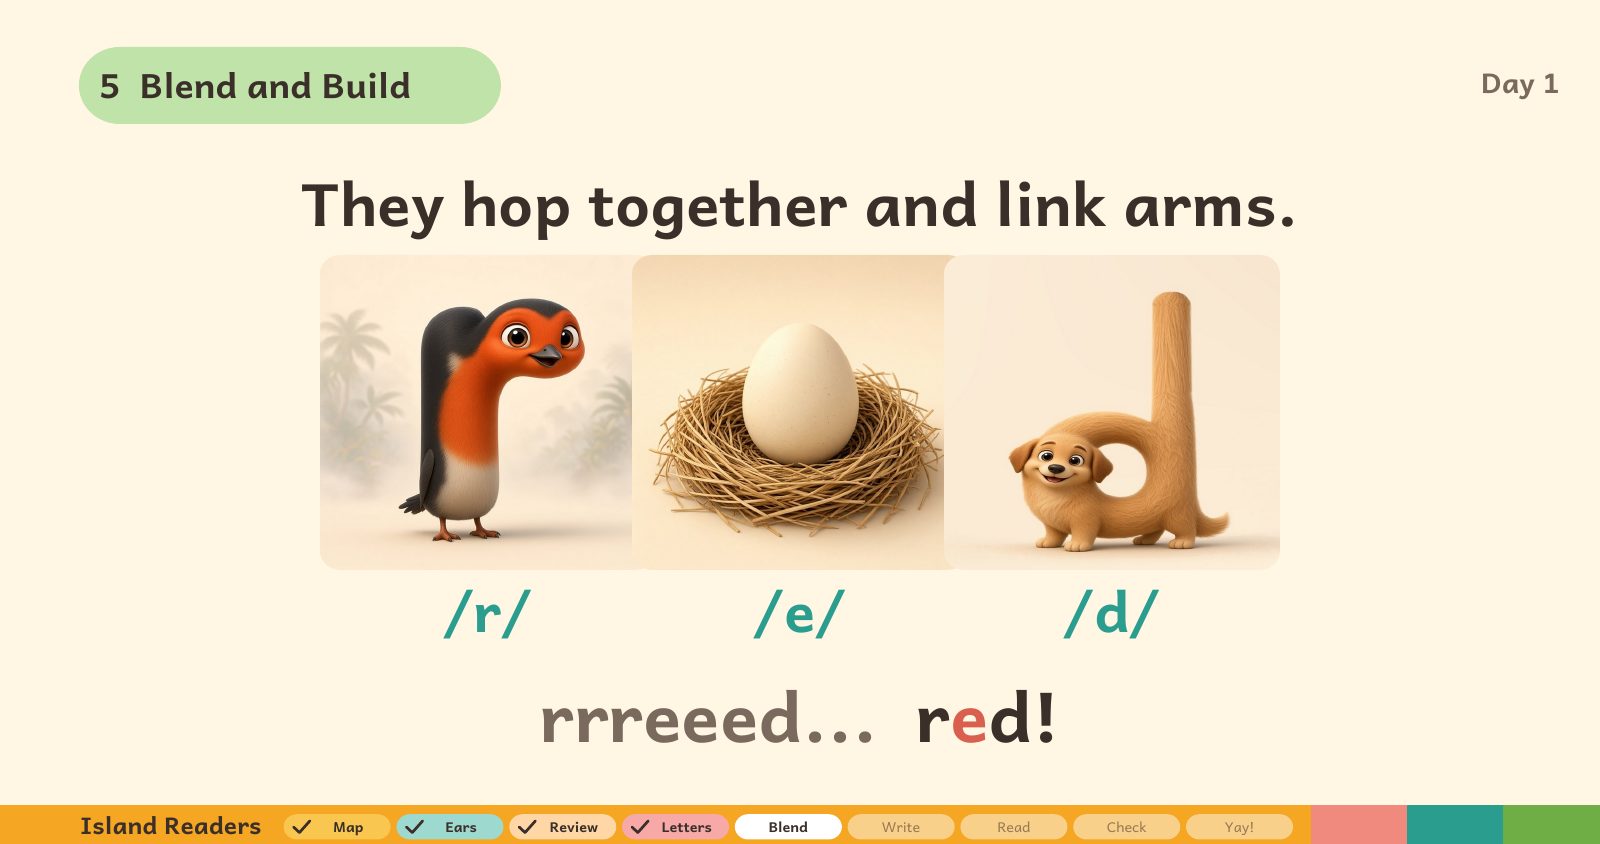 5 Blend and Build
Day 1
They hop together and link arms.
/r/ /e/ /d/
rrreeed... red!
Island Readers Map Ears Review Letters Blend Write Read Check Yay!